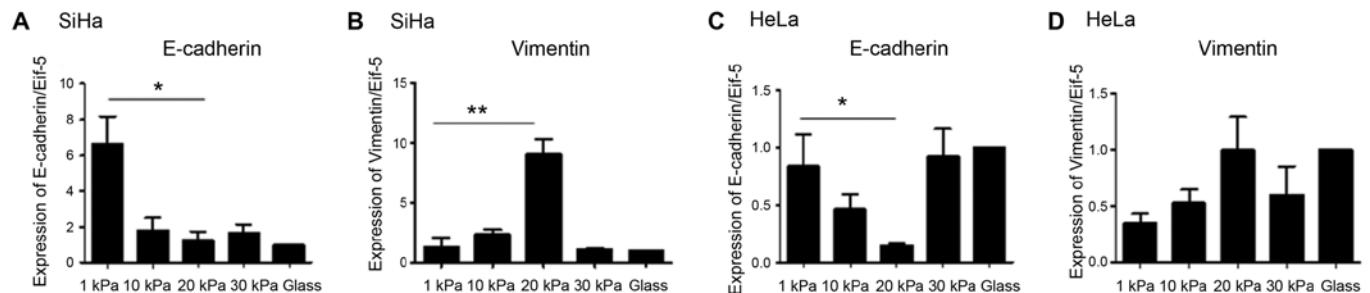 A SiHa
E-cadherin
Expression of E-cadherin/Eif-5
10
8
6
4
2
0
*
1 kPa 10 kPa 20 kPa 30 kPa Glass
B SiHa
Vimentin
Expression of Vimentin/Eif-5
15
10
5
0
**
1 kPa 10 kPa 20 kPa 30 kPa Glass
C HeLa
E-cadherin
Expression of E-cadherin/Eif-5
1.5
1.0
0.5
0.0
*
1 kPa 10 kPa 20 kPa 30 kPa Glass
D HeLa
Vimentin
Expression of Vimentin/Eif-5
1.5
1.0
0.5
0.0
1 kPa 10 kPa 20 kPa 30 kPa Glass